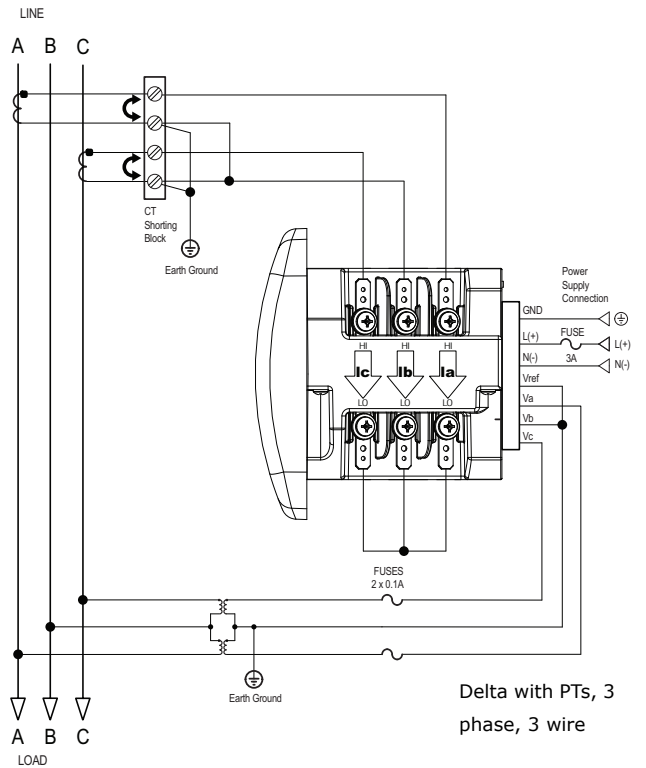 LINE
A B C
CT
Shorting
Block
Earth Ground
Power
Supply
Connection
GND
L(+)
FUSE
L(+)
N(-)
3A
N(-)
Vref
Va
Vb
Vc
HI HI HI
Ic Ib Ia
LO LO LO
FUSES
2 x 0.1A
Earth Ground
Delta with PTs, 3
phase, 3 wire
A B C
LOAD